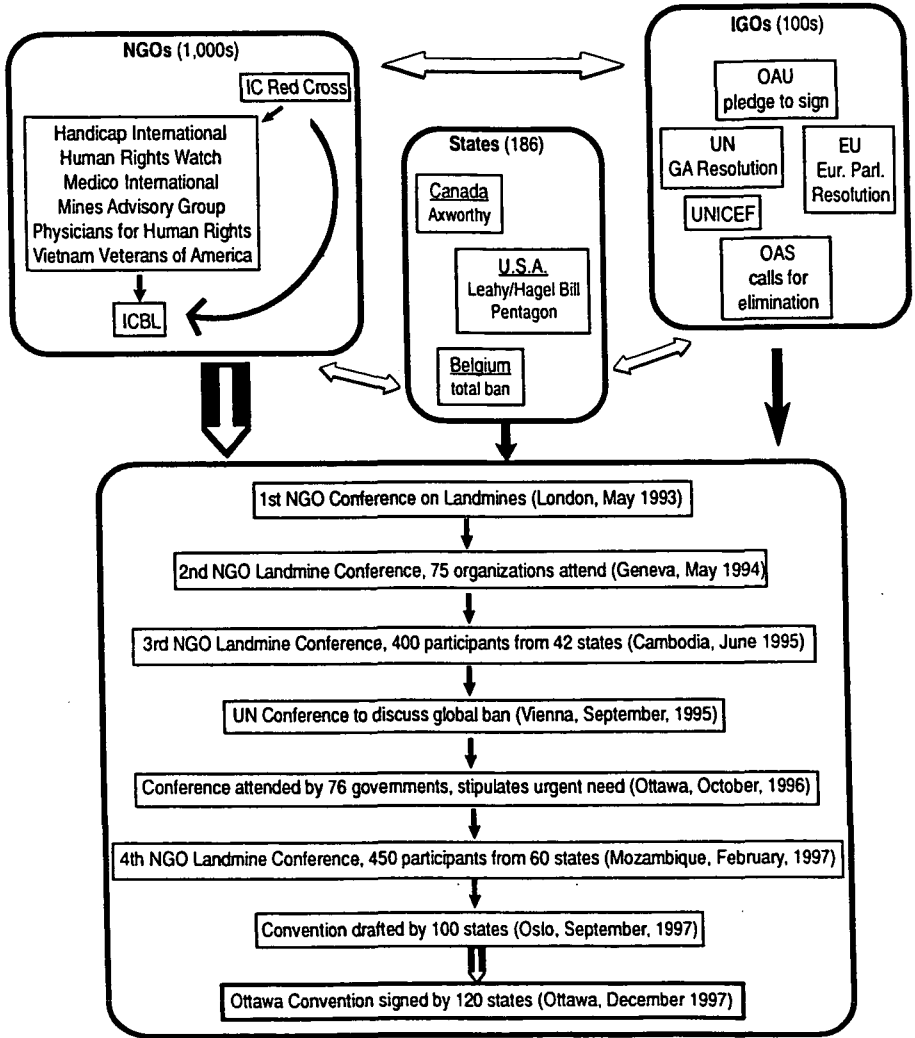 NGOs (1,000s)
IC Red Cross
Handicap International
Human Rights Watch
Medico International
Mines Advisory Group
Physicians for Human Rights
Vietnam Veterans of America
ICBL
States (186)
Canada
Axworthy
U.S.A.
Leahy/Hagel Bill
Pentagon
Belgium
total ban
IGOs (100s)
OAU
pledge to sign
UN
GA Resolution
EU
Eur. Parl.
Resolution
UNICEF
OAS
calls for
elimination
1st NGO Conference on Landmines (London, May 1993)
2nd NGO Landmine Conference, 75 organizations attend (Geneva, May 1994)
3rd NGO Landmine Conference, 400 participants from 42 states (Cambodia, June 1995)
UN Conference to discuss global ban (Vienna, September, 1995)
Conference attended by 76 governments, stipulates urgent need (Ottawa, October, 1996)
4th NGO Landmine Conference, 450 participants from 60 states (Mozambique, February, 1997)
Convention drafted by 100 states (Oslo, September, 1997)
Ottawa Convention signed by 120 states (Ottawa, December 1997)